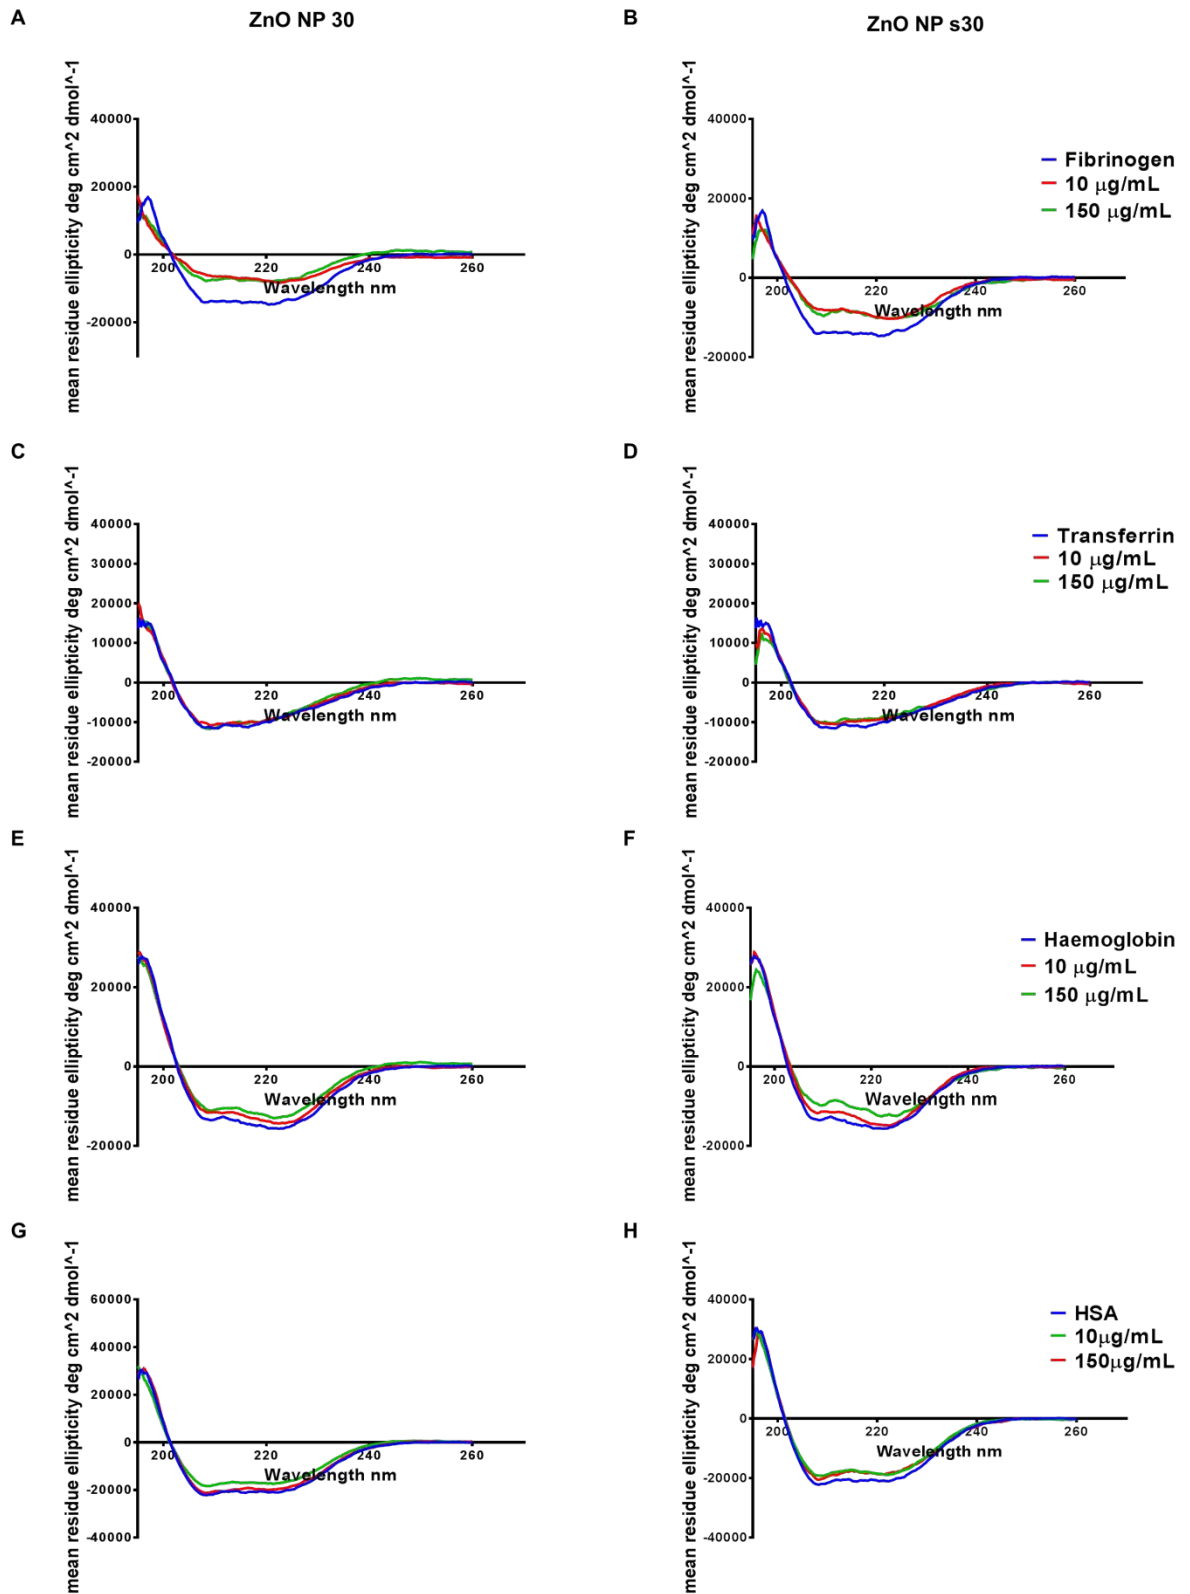 A
ZnO NP 30
mean residue ellipticity deg cm^2 dmol^-1
40000
20000
0
-20000
200
220
240
260
Wavelength nm
B
ZnO NP s30
mean residue ellipticity deg cm^2 dmol^-1
40000
20000
0
-20000
200
220
240
260
Wavelength nm
Fibrinogen
10 μg/mL
150 μg/mL
C
mean residue ellipticity deg cm^2 dmol^-1
40000
30000
20000
10000
0
-10000
-20000
200
220
240
260
Wavelength nm
D
mean residue ellipticity deg cm^2 dmol^-1
40000
30000
20000
10000
0
-10000
-20000
200
220
240
260
Wavelength nm
Transferrin
10 μg/mL
150 μg/mL
E
mean residue ellipticity deg cm^2 dmol^-1
40000
20000
0
-20000
200
220
240
260
Wavelength nm
F
mean residue ellipticity deg cm^2 dmol^-1
40000
20000
0
-20000
200
220
240
260
Wavelength nm
Haemoglobin
10 μg/mL
150 μg/mL
G
mean residue ellipticity deg cm^2 dmol^-1
60000
40000
20000
0
-20000
-40000
200
220
240
260
Wavelength nm
H
mean residue ellipticity deg cm^2 dmol^-1
40000
20000
0
-20000
-40000
200
220
240
260
Wavelength nm
HSA
10μg/mL
150μg/mL